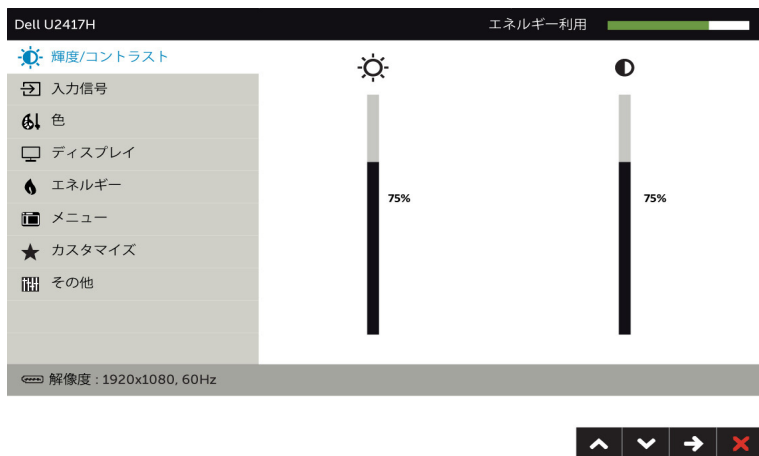 Dell U2417H エネルギー利用
輝度/コントラスト
入力信号
色
ディスプレイ
エネルギー
メニュー
カスタマイズ
その他
75% 75%
解像度 : 1920x1080, 60Hz